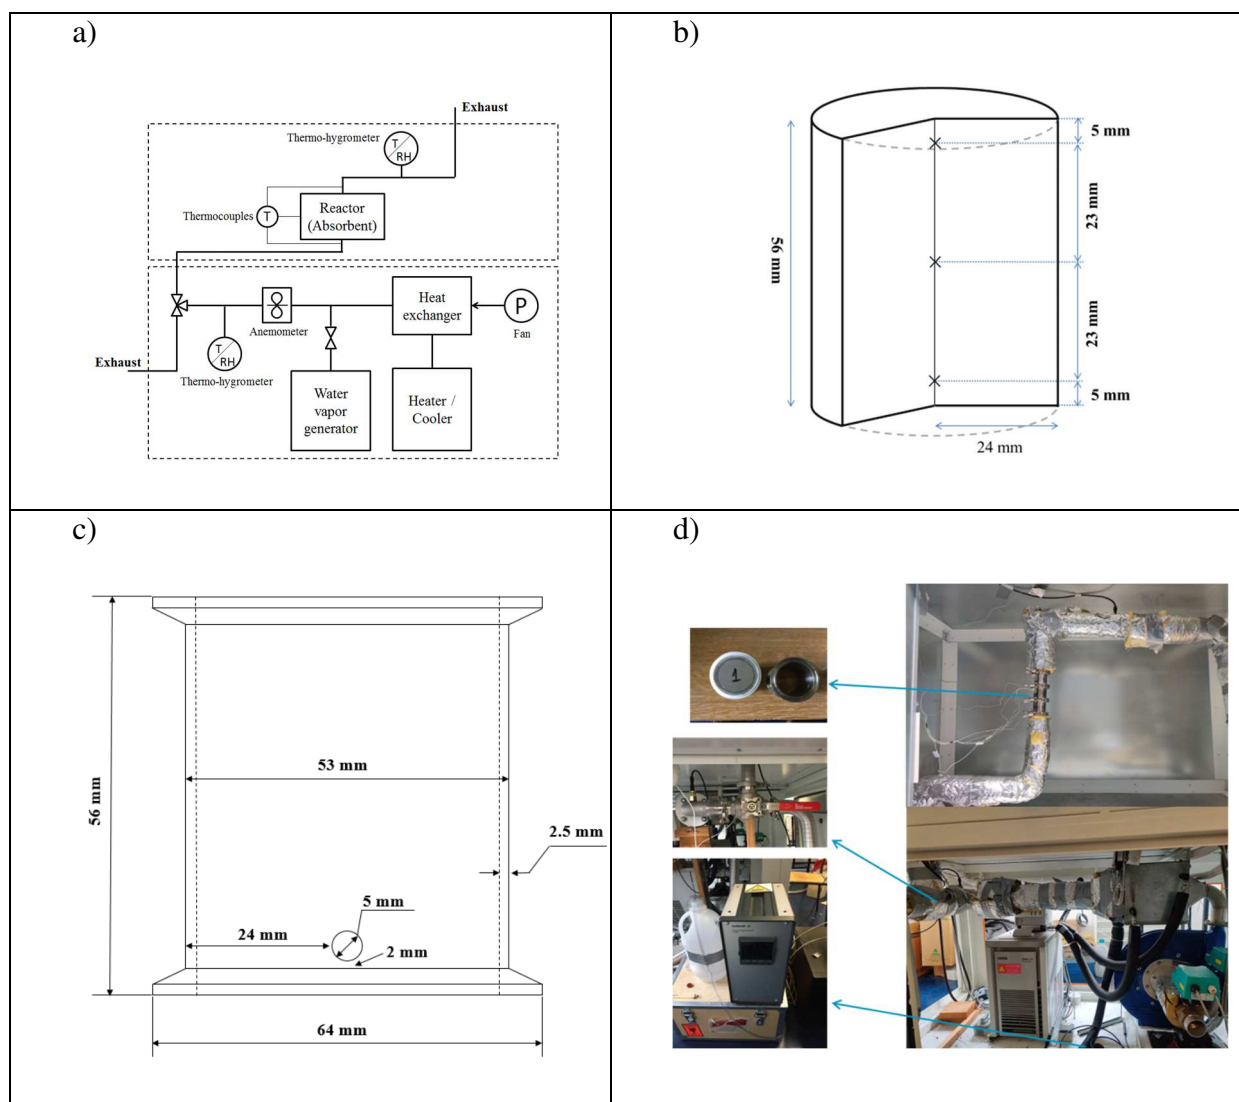 a)
Exhaust
Thermo-hygrometer
T
RH
Thermocouples
T
Reactor
(Absorbent)
Heat
exchanger
P
Fan
Anemometer
Exhaust
T
RH
Thermo-hygrometer
Water
vapor
generator
Heater /
Cooler
b)
5 mm
23 mm
56 mm
23 mm
5 mm
24 mm
c)
53 mm
56 mm
2.5 mm
5 mm
24 mm
2 mm
64 mm
d)
1